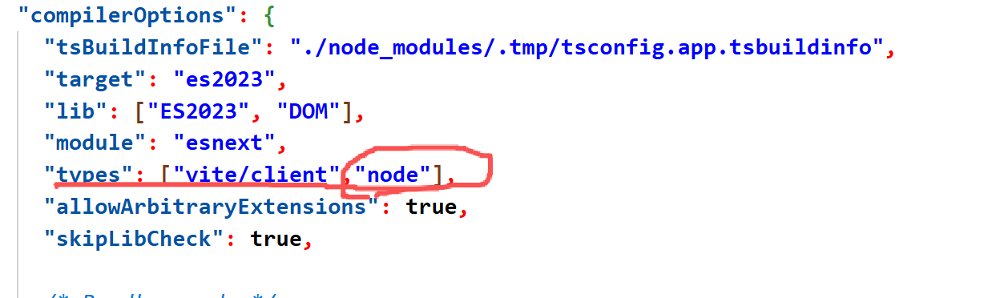 "compilerOptions": {
"tsBuildInfoFile": "./node_modules/.tmp/tsconfig.app.tsbuildinfo",
"target": "es2023",
"lib": ["ES2023", "DOM"],
"module": "esnext",
"types": ["vite/client","node"],
"allowArbitraryExtensions": true,
"skipLibCheck": true,